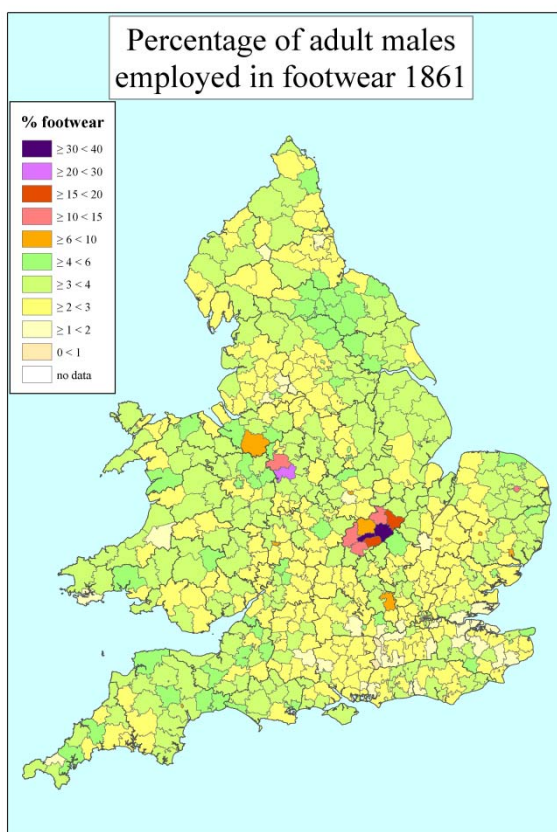 Percentage of adult males
employed in footwear 1861
% footwear
≥ 30 < 40
≥ 20 < 30
≥ 15 < 20
≥ 10 < 15
≥ 6 < 10
≥ 4 < 6
≥ 3 < 4
≥ 2 < 3
≥ 1 < 2
0 < 1
no data